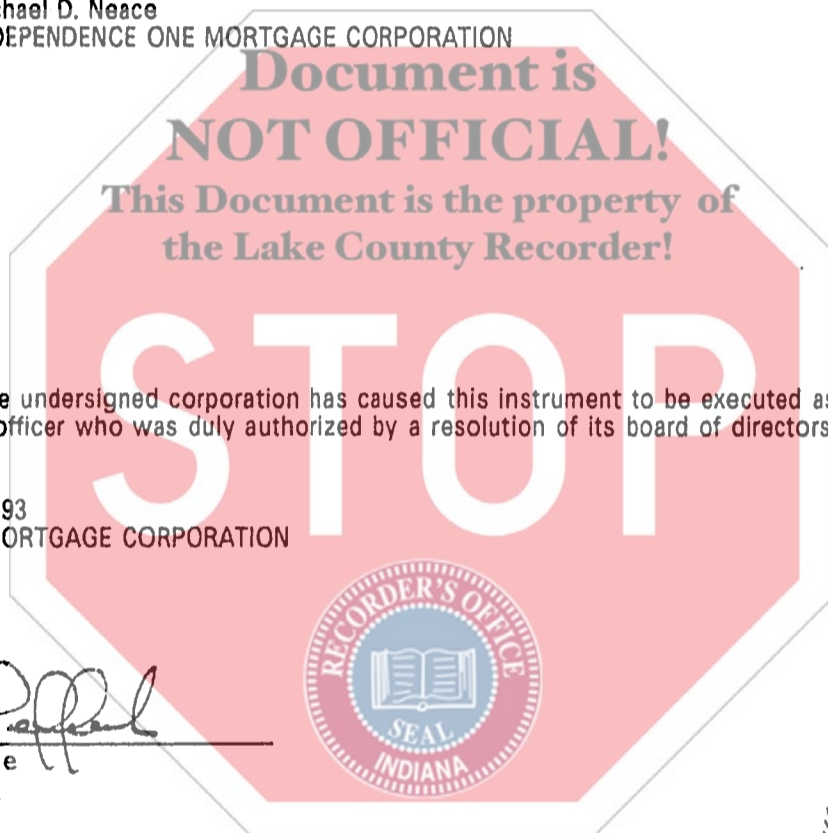 chael D. Neace
DEPENDENCE ONE MORTGAGE CORPORATION
Document is
NOT OFFICIAL!
This Document is the property of
the Lake County Recorder!
STOP
e undersigned corporation has caused this instrument to be executed as
officer who was duly authorized by a resolution of its board of directors
93
ORTGAGE CORPORATION
RECORDER'S OFFICE
SEAL
INDIANA
e